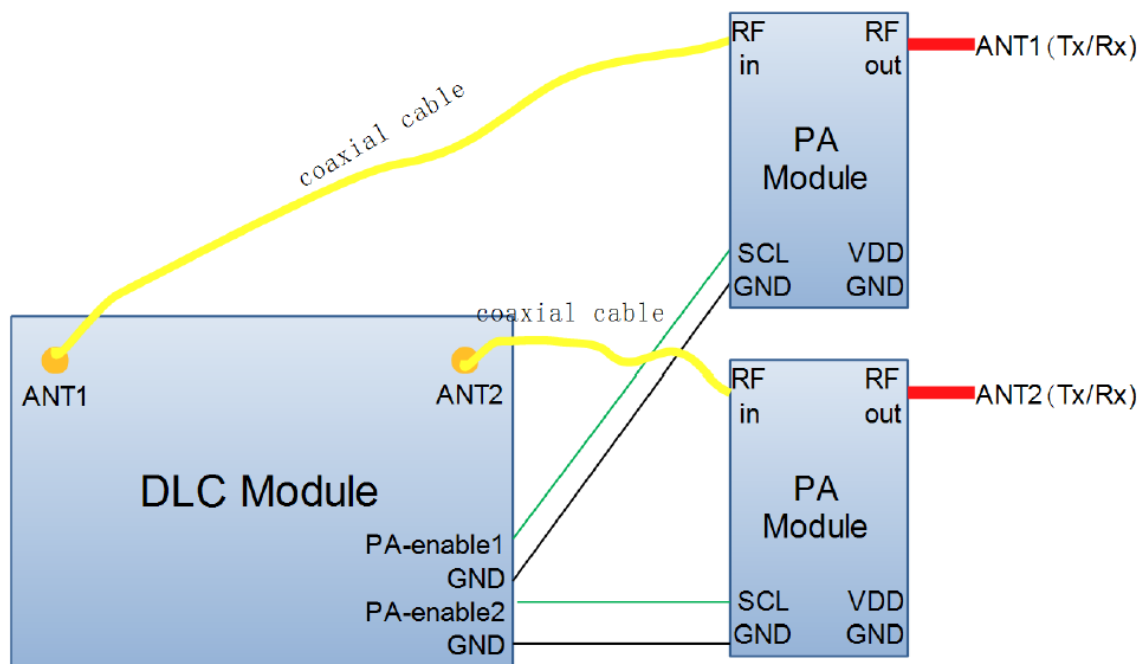 RF in
RF out
ANT1(Tx/Rx)
coaxial cable
PA Module
SCL
VDD
GND
GND
coaxial cable
ANT1
ANT2
RF in
RF out
ANT2(Tx/Rx)
DLC Module
PA Module
PA-enable1
GND
PA-enable2
GND
SCL
VDD
GND
GND